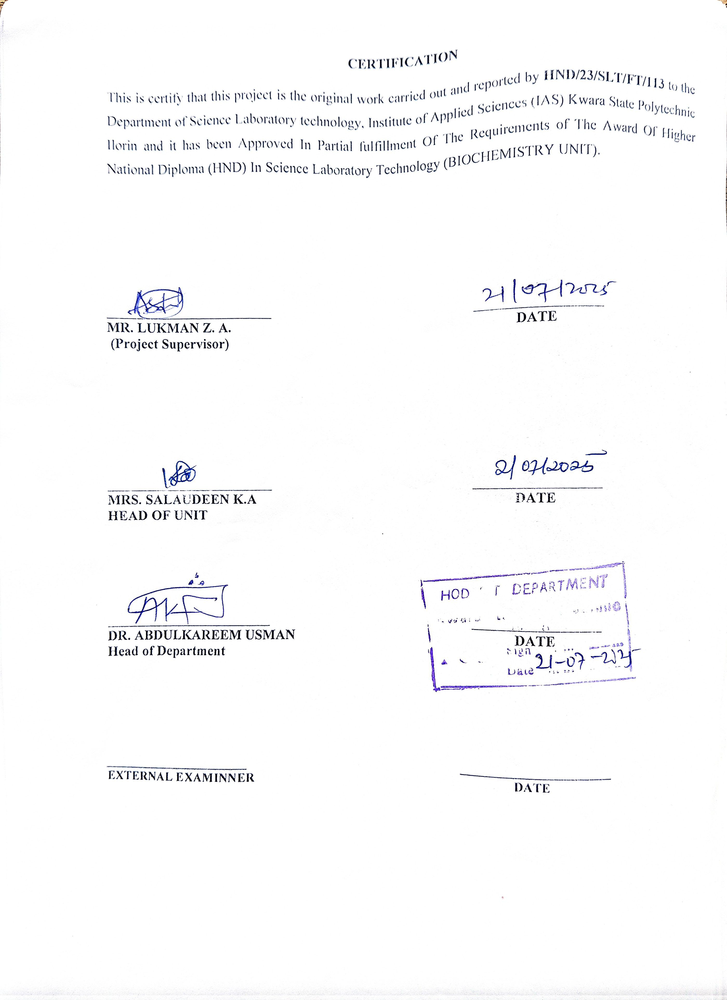 CERTIFICATION
This is certify that this project is the original work carried out and reported by HND/23/SLT/FT/113 to the
Department of Science Laboratory technology, Institute of Applied Sciences (IAS) Kwara State Polytechnic
Ilorin and it has been Approved In Partial fulfillment Of The Requirements of The Award Of Higher
National Diploma (HND) In Science Laboratory Technology (BIOCHEMISTRY UNIT).
21/07/2025
MR. LUKMAN Z. A.
DATE
(Project Supervisor)
2/07/2025
MRS. SALAUDEEN K.A
DATE
HEAD OF UNIT
HOD DEPARTMENT
DR. ABDULKAREEM USMAN
DATE
Head of Department
Sign
Date 21-07-2025
EXTERNAL EXAMINNER
DATE